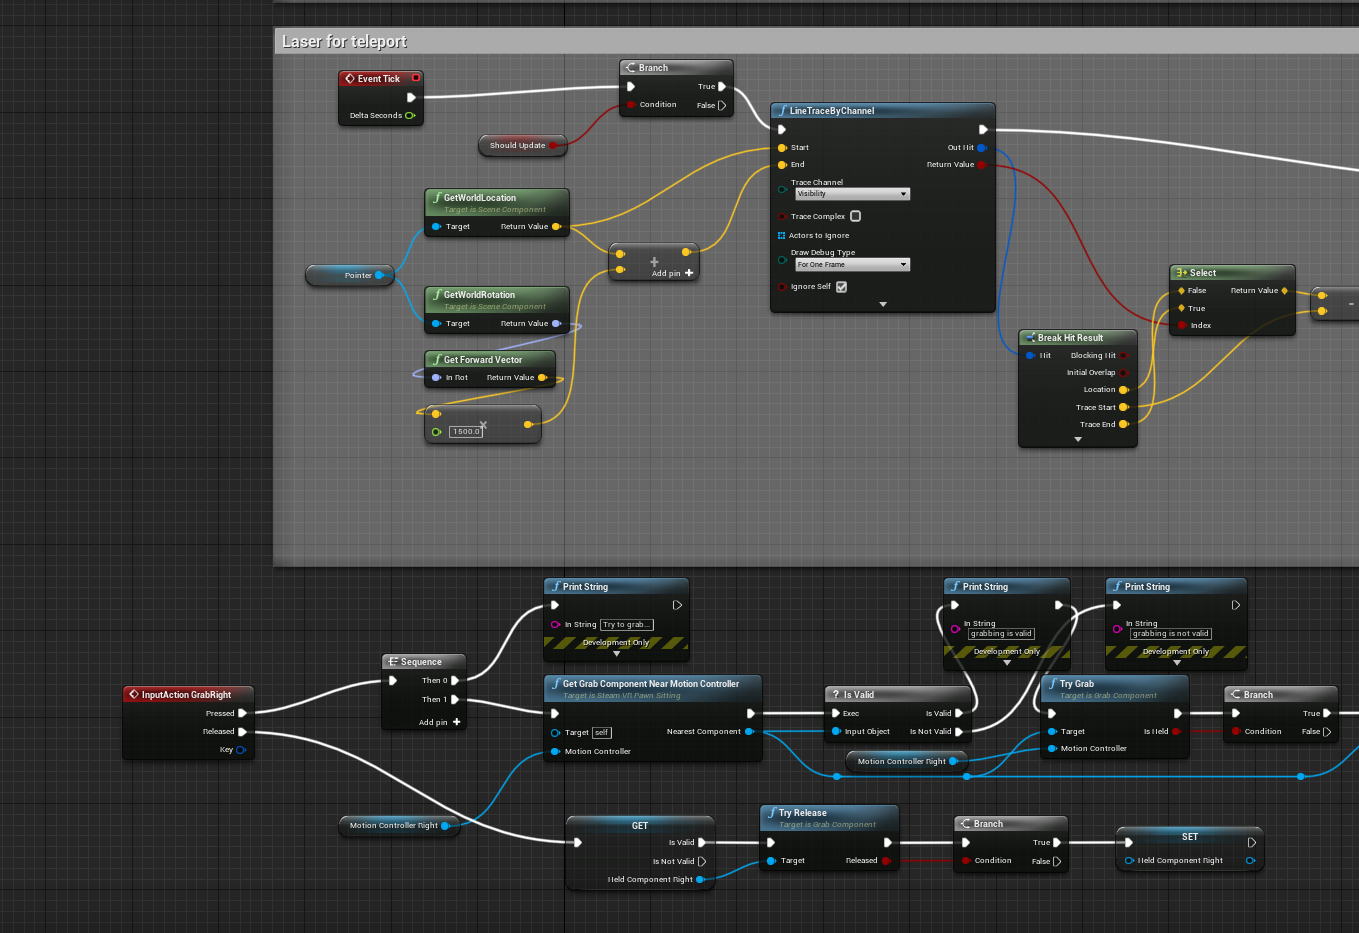 Laser for teleport
Event Tick
Delta Seconds
Branch
True
Condition
False
Should Update
LineTraceByChannel
Start
Out Hit
End
Return Value
Trace Channel
Visibility
Trace Complex
Actors to Ignore
Draw Debug Type
For One Frame
Ignore Self
GetWorldLocation
Target is Scene Component
Target
Return Value
+
Add pin +
Pointer
GetWorldRotation
Target is Scene Component
Target
Return Value
Get Forward Vector
In Rot
Return Value
1500.0
x
Select
False
Return Value
True
Index
-
Break Hit Result
Hit
Blocking Hit
Initial Overlap
Location
Trace Start
Trace End
Print String
In String
Try to grab...
Development Only
Print String
In String
grabbing is valid
Development Only
Print String
In String
grabbing is not valid
Development Only
InputAction GrabRight
Pressed
Released
Key
Sequence
Then 0
Then 1
Add pin +
Get Grab Component Near Motion Controller
Target is Steam VR Pawn Sitting
Target
self
Nearest Component
Motion Controller
? Is Valid
Exec
Is Valid
Input Object
Is Not Valid
Motion Controller Right
Try Grab
Target is Grab Component
Target
Is Held
Motion Controller
Branch
True
Condition
False
Motion Controller Right
GET
Is Valid
Is Not Valid
Held Component Right
Try Release
Target is Grab Component
Target
Released
Branch
True
Condition
False
SET
Held Component Right